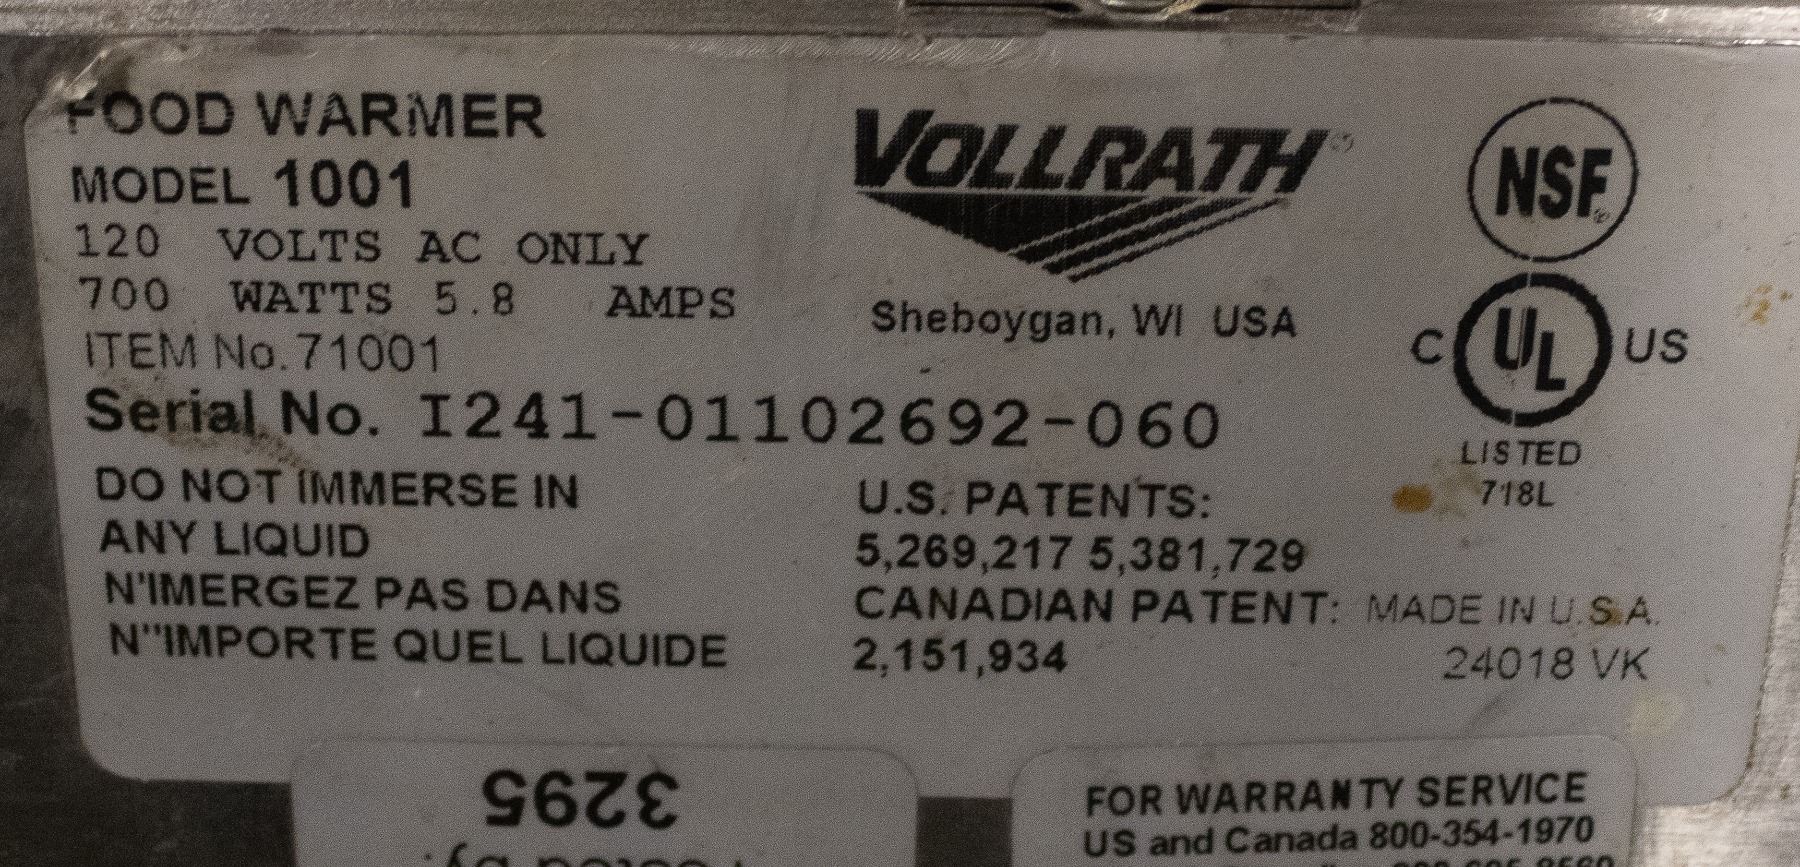 FOOD WARMER
MODEL 1001
120 VOLTS AC ONLY
700 WATTS 5.8 AMPS
ITEM No.71001
Serial No. I241-01102692-060
DO NOT IMMERSE IN
ANY LIQUID
N'IMERGEZ PAS DANS
N''IMPORTE QUEL LIQUIDE
VOLLRATH
Sheboygan, WI USA
U.S. PATENTS:
5,269,217 5,381,729
CANADIAN PATENT:
2,151,934
NSF
C UL US
LISTED
718L
MADE IN U.S.A.
24018 VK
3295
FOR WARRANTY SERVICE
US and Canada 800-354-1970